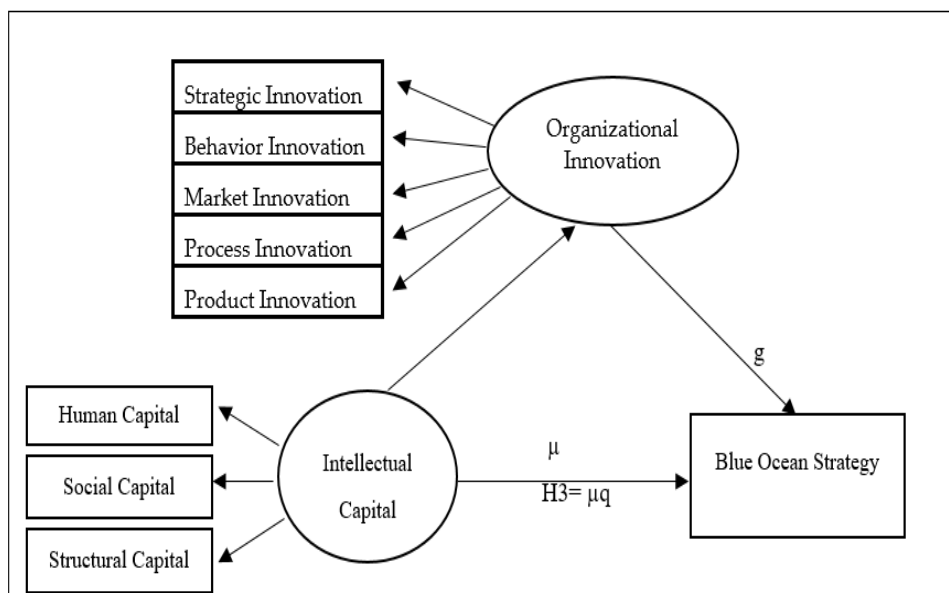 Strategic Innovation
Behavior Innovation
Market Innovation
Process Innovation
Product Innovation
Organizational
Innovation
g
Human Capital
Social Capital
Structural Capital
Intellectual
Capital
μ
H3= μq
Blue Ocean Strategy